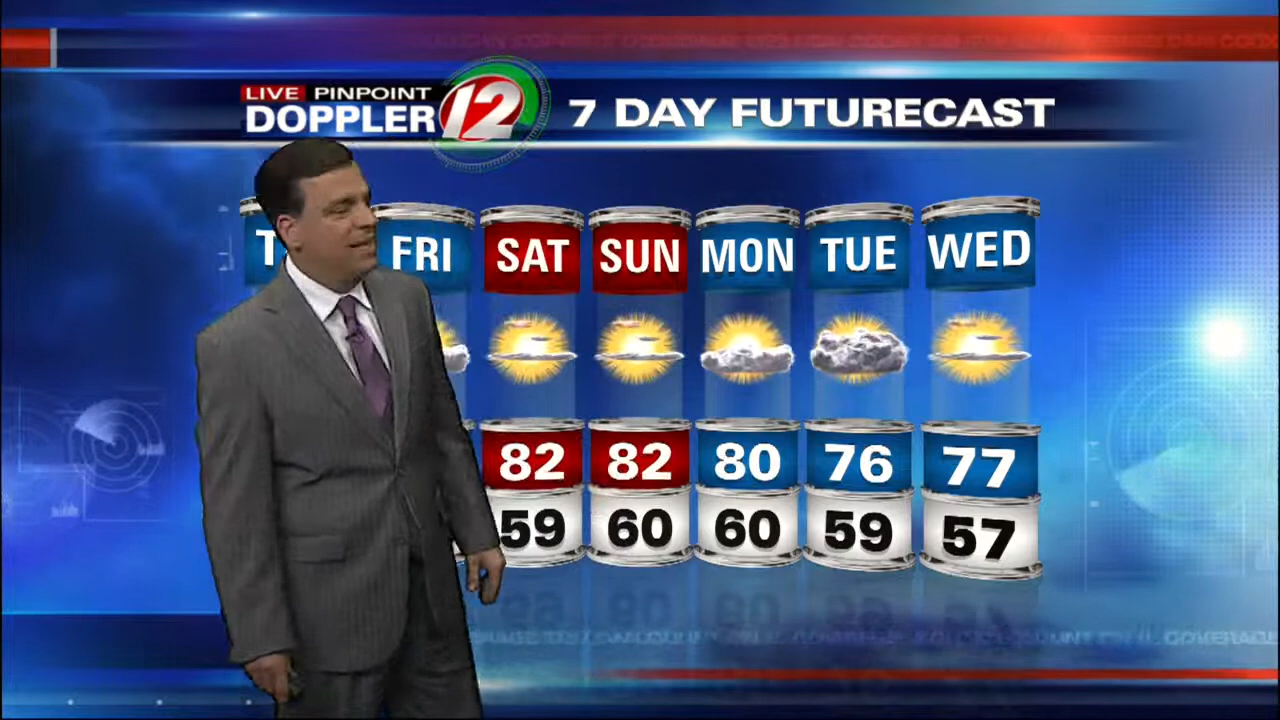 LIVE PINPOINT
DOPPLER 12
7 DAY FUTURECAST
T
FRI SAT SUN MON TUE WED
82 82 80 76 77
59 60 60 59 57
COVERAGE